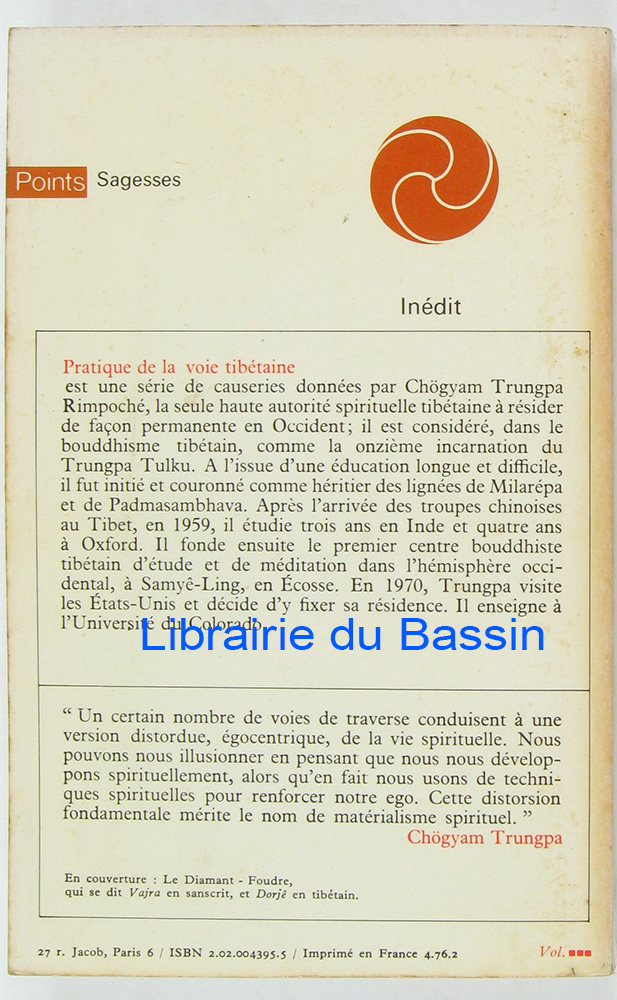 Points Sagesses
Inédit
Pratique de la voie tibétaine
est une série de causeries données par Chögyam Trungpa
Rimpoché, la seule haute autorité spirituelle tibétaine à résider
de façon permanente en Occident; il est considéré, dans le
bouddhisme tibétain, comme la onzième incarnation du
Trungpa Tulku. A l'issue d'une éducation longue et difficile,
il fut initié et couronné comme héritier des lignées de Milarépa
et de Padmasambhava. Après l'arrivée des troupes chinoises
au Tibet, en 1959, il étudie trois ans en Inde et quatre ans
à Oxford. Il fonde ensuite le premier centre bouddhiste
tibétain d'étude et de méditation dans l'hémisphère occi-
dental, à Samyê-Ling, en Écosse. En 1970, Trungpa visite
les États-Unis et décide d'y fixer sa résidence. Il enseigne à
l'Université du Colorado.
Librairie du Bassin
“ Un certain nombre de voies de traverse conduisent à une
version distordue, égocentrique, de la vie spirituelle. Nous
pouvons nous illusionner en pensant que nous nous dévelop-
pons spirituellement, alors qu'en fait nous usons de techni-
ques spirituelles pour renforcer notre ego. Cette distorsion
fondamentale mérite le nom de matérialisme spirituel. ”
Chögyam Trungpa
En couverture : Le Diamant - Foudre,
qui se dit Vajra en sanscrit, et Dorjê en tibétain.
27 r. Jacob, Paris 6 / ISBN 2.02.004395.5 / Imprimé en France 4.76.2 Vol. ■■■